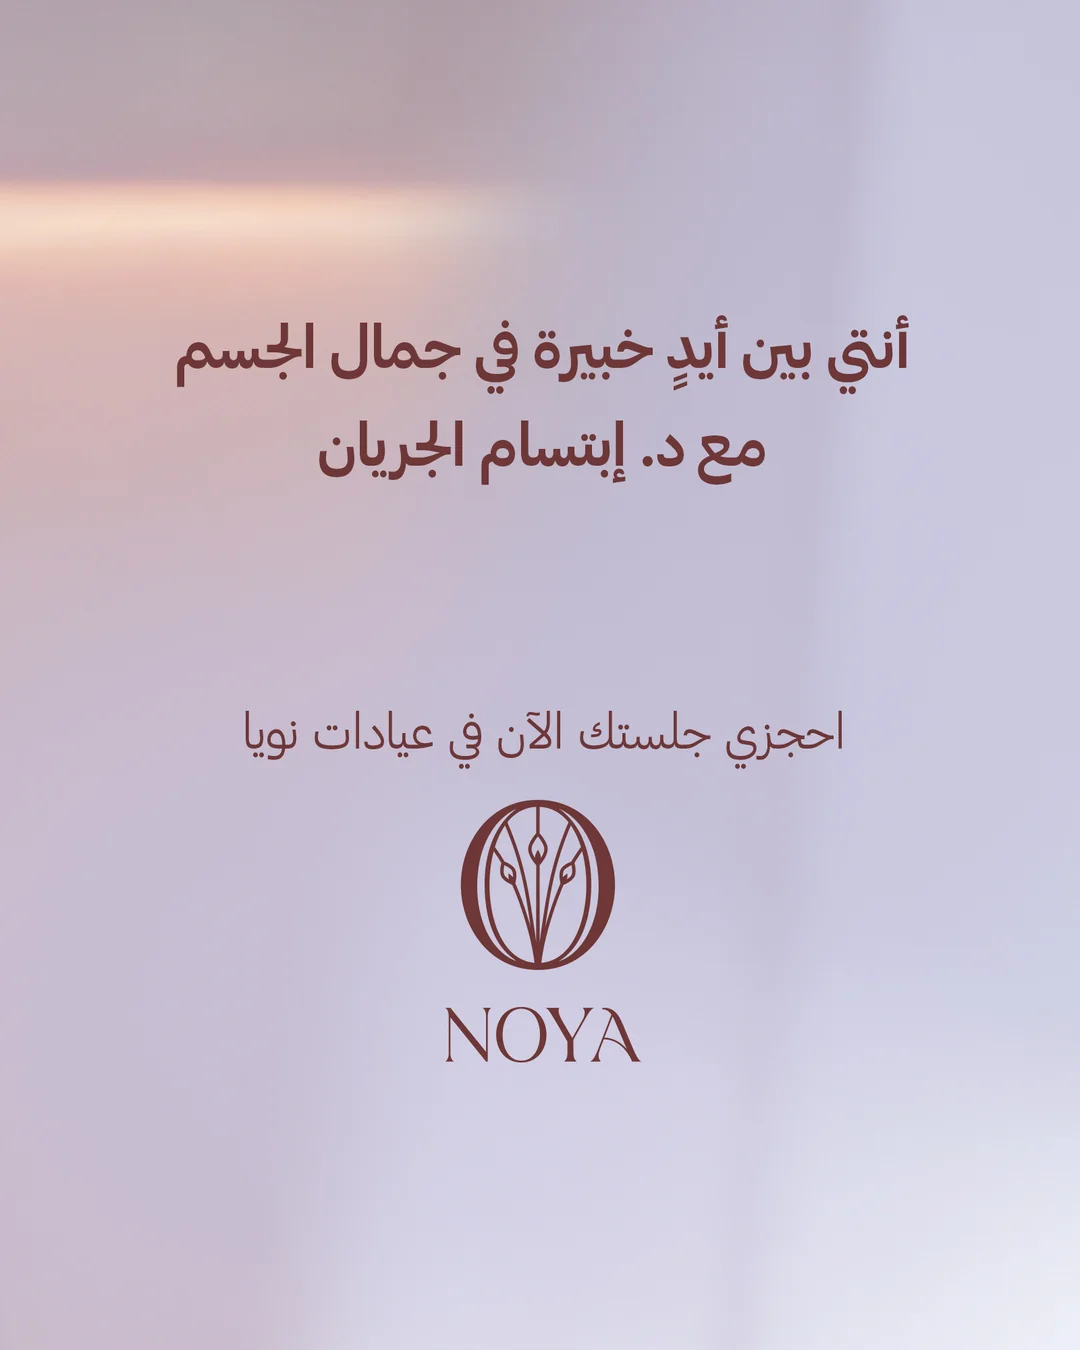 أنتي بين أيدٍ خبيرة في جمال الجسم
مع د. إبتسام الجريان
احجزي جلستك الآن في عيادات نويا
NOYA